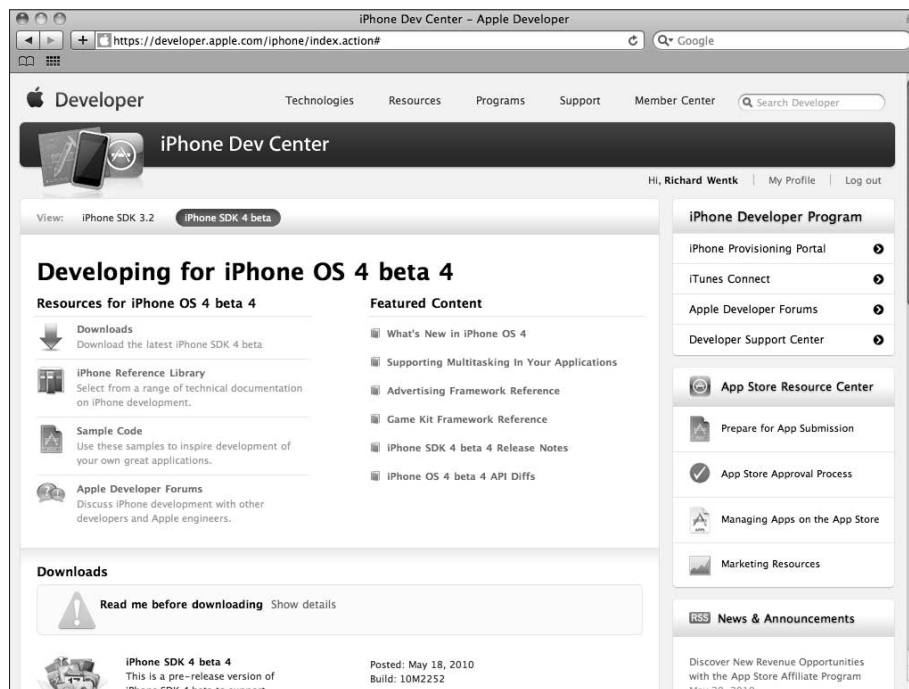 iPhone Dev Center – Apple Developer
https://developer.apple.com/iphone/index.action#
Google
Developer
Technologies
Resources
Programs
Support
Member Center
Search Developer
iPhone Dev Center
Hi, Richard Wentk
My Profile
Log out
View:
iPhone SDK 3.2
iPhone SDK 4 beta
Developing for iPhone OS 4 beta 4
Resources for iPhone OS 4 beta 4
Downloads
Download the latest iPhone SDK 4 beta
iPhone Reference Library
Select from a range of technical documentation
on iPhone development.
Sample Code
Use these samples to inspire development of
your own great applications.
Apple Developer Forums
Discuss iPhone development with other
developers and Apple engineers.
Featured Content
What's New in iPhone OS 4
Supporting Multitasking In Your Applications
Advertising Framework Reference
Game Kit Framework Reference
iPhone SDK 4 beta 4 Release Notes
iPhone OS 4 beta 4 API Diffs
Downloads
Read me before downloading Show details
iPhone SDK 4 beta 4
This is a pre-release version of
iPhone SDK 4 beta to support
Posted: May 18, 2010
Build: 10M2252
iPhone Developer Program
iPhone Provisioning Portal
iTunes Connect
Apple Developer Forums
Developer Support Center
App Store Resource Center
Prepare for App Submission
App Store Approval Process
Managing Apps on the App Store
Marketing Resources
RSS News & Announcements
Discover New Revenue Opportunities
with the App Store Affiliate Program